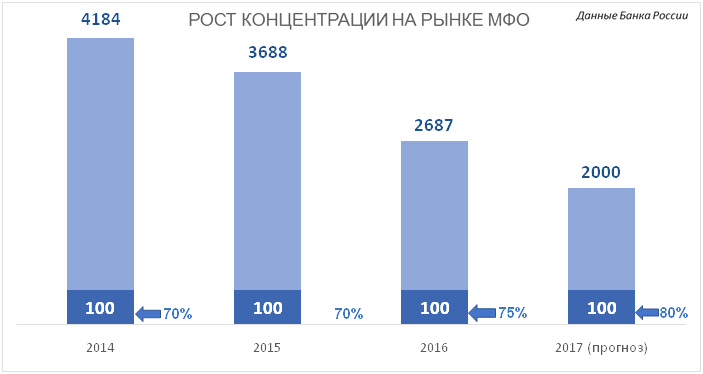 РОСТ КОНЦЕНТРАЦИИ НА РЫНКЕ МФО
Данные Банка России
4184
3688
2687
2000
100 70%
100 70%
100 75%
100 80%
2014 2015 2016 2017 (прогноз)